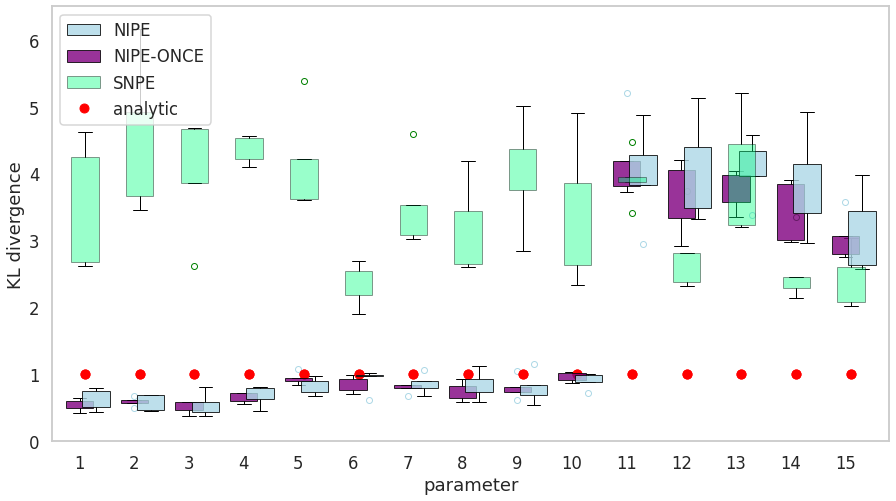 NIPE
NIPE-ONCE
SNPE
analytic
KL divergence
6
5
4
3
2
1
0
1 2 3 4 5 6 7 8 9 10 11 12 13 14 15
parameter